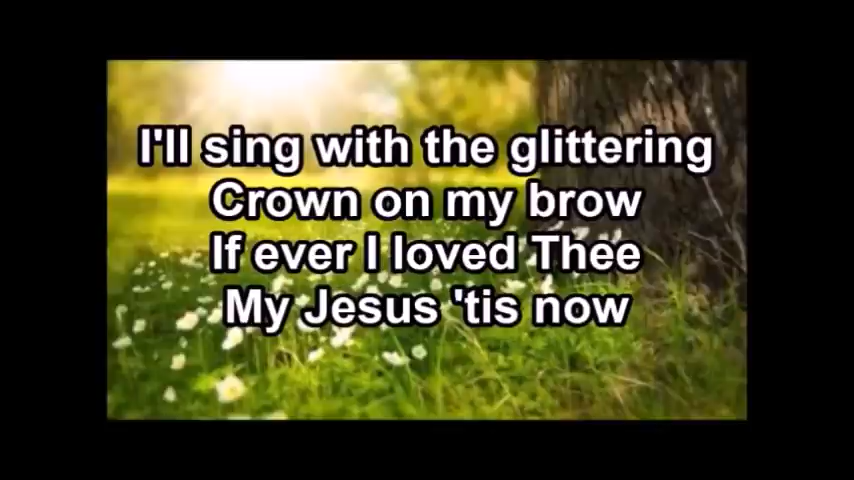 I'll sing with the glittering
Crown on my brow
If ever I loved Thee
My Jesus 'tis now